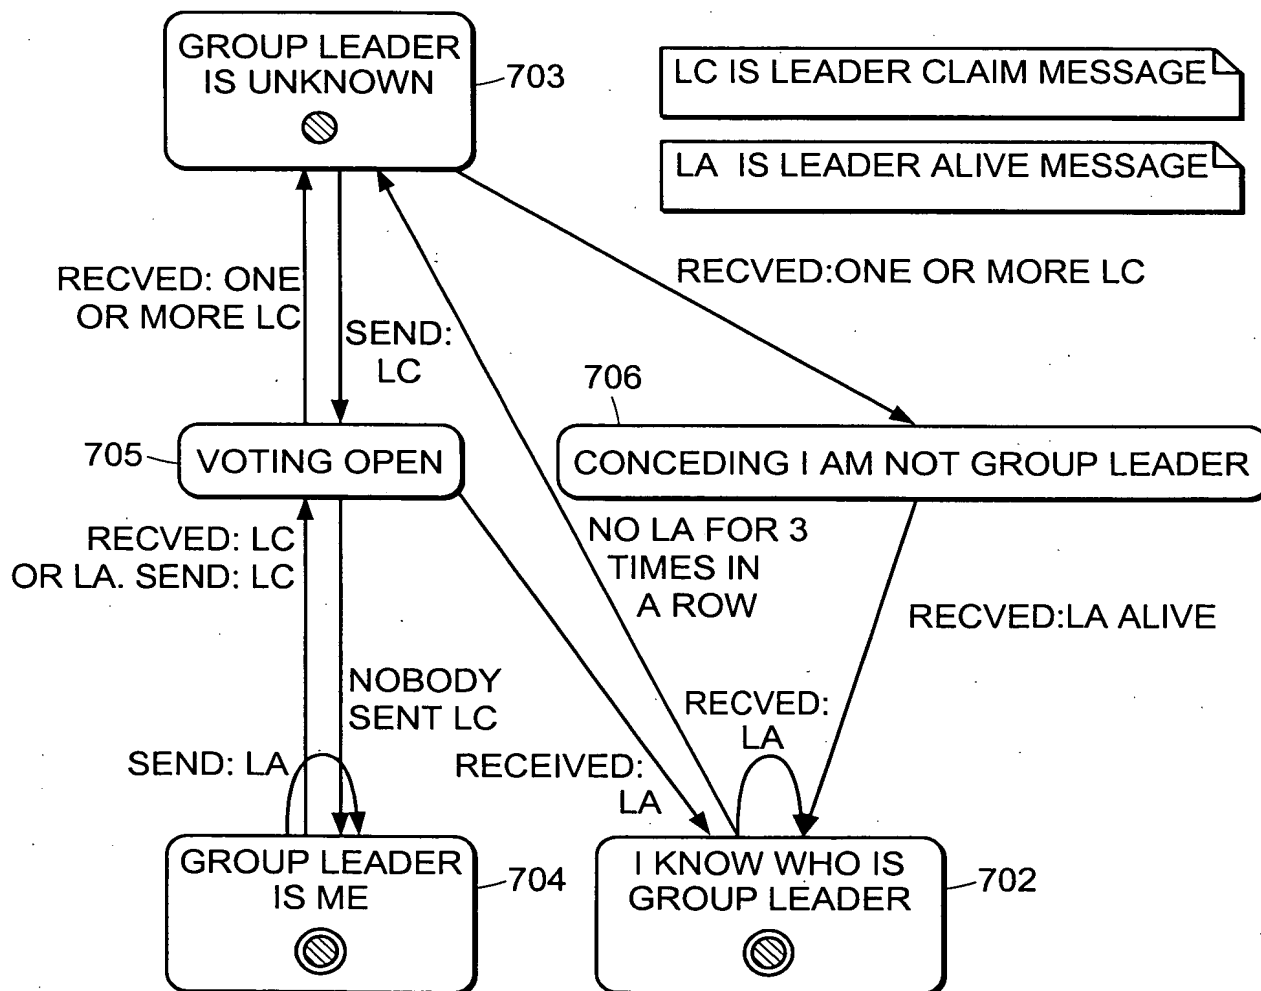 GROUP LEADER
IS UNKNOWN
703
LC IS LEADER CLAIM MESSAGE
LA IS LEADER ALIVE MESSAGE
RECVED: ONE
OR MORE LC
SEND:
LC
RECVED:ONE OR MORE LC
706
705
VOTING OPEN
CONCEDING I AM NOT GROUP LEADER
RECVED: LC
OR LA. SEND: LC
NO LA FOR 3
TIMES IN
A ROW
RECVED:LA ALIVE
NOBODY
SENT LC
SEND: LA
RECEIVED:
LA
RECVED:
LA
GROUP LEADER
IS ME
704
I KNOW WHO IS
GROUP LEADER
702